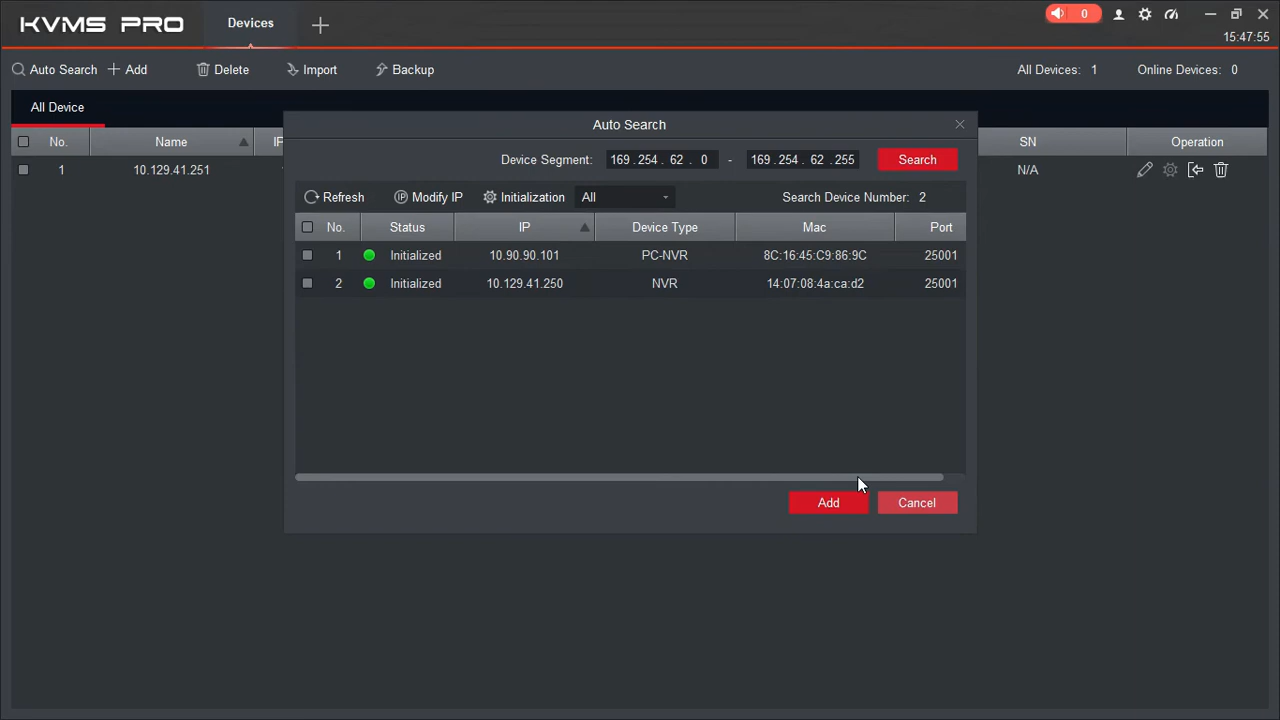 KVMS PRO Devices 0
15:47:55
Auto Search Add Delete Import Backup All Devices: 1 Online Devices: 0
All Device
No. Name IF SN Operation
1 10.129.41.251 N/A
Auto Search
Device Segment: 169 . 254 . 62 . 0 - 169 . 254 . 62 . 255 Search
Refresh IP Modify IP Initialization All Search Device Number: 2
No. Status IP Device Type Mac Port
1 Initialized 10.90.90.101 PC-NVR 8C:16:45:C9:86:9C 25001
2 Initialized 10.129.41.250 NVR 14:07:08:4a:ca:d2 25001
Add Cancel